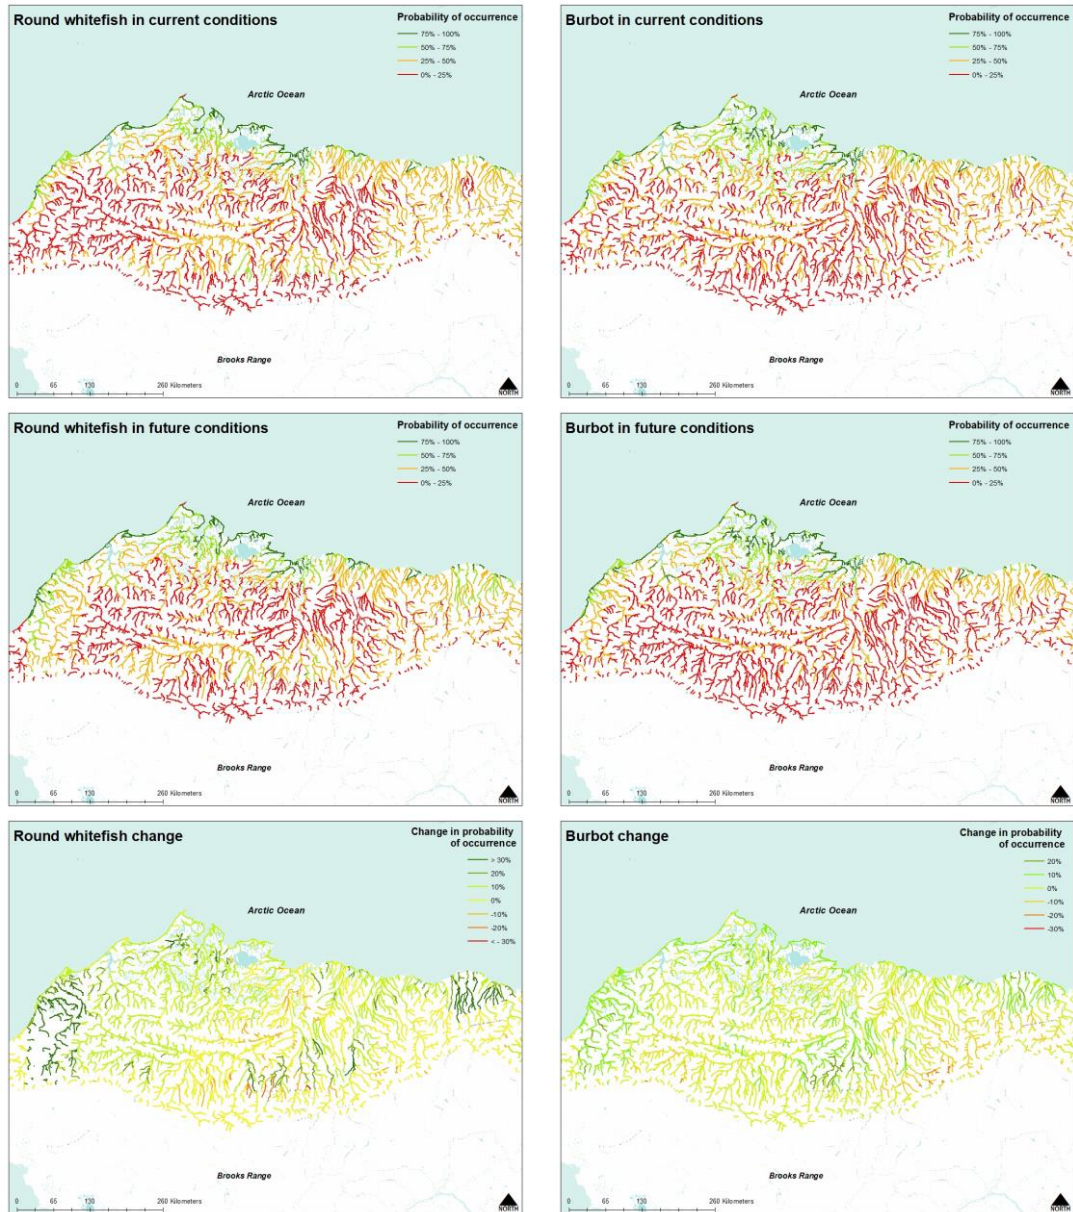 Round whitefish in current conditions
Probability of occurrence
75% - 100%
50% - 75%
25% - 50%
0% - 25%
Arctic Ocean
Brooks Range
0 65 130 260 Kilometers
NORTH
Burbot in current conditions
Probability of occurrence
75% - 100%
50% - 75%
25% - 50%
0% - 25%
Arctic Ocean
Brooks Range
0 65 130 260 Kilometers
NORTH
Round whitefish in future conditions
Probability of occurrence
75% - 100%
50% - 75%
25% - 50%
0% - 25%
Arctic Ocean
Brooks Range
0 65 130 260 Kilometers
NORTH
Burbot in future conditions
Probability of occurrence
75% - 100%
50% - 75%
25% - 50%
0% - 25%
Arctic Ocean
Brooks Range
0 65 130 260 Kilometers
NORTH
Round whitefish change
Change in probability
of occurrence
> 30%
20%
10%
0%
-10%
-20%
< - 30%
Arctic Ocean
Brooks Range
0 65 130 260 Kilometers
NORTH
Burbot change
Change in probability
of occurrence
20%
10%
0%
-10%
-20%
-30%
Arctic Ocean
Brooks Range
0 65 130 260 Kilometers
NORTH